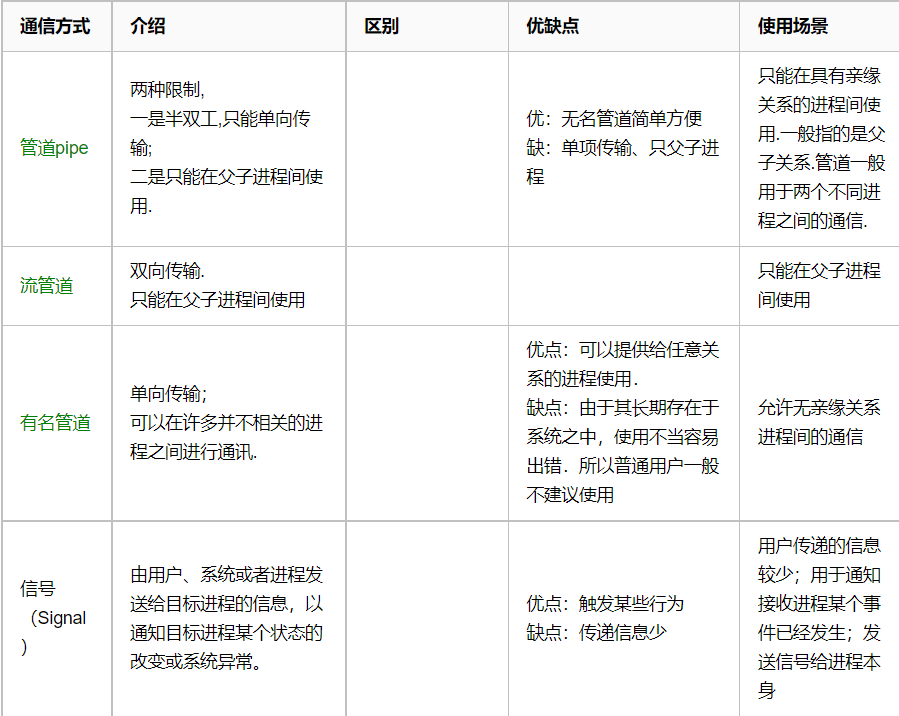 通信方式 介绍 区别 优缺点 使用场景
管道pipe
两种限制,
一是半双工,只能单向传
输;
二是只能在父子进程间使
用.
优：无名管道简单方便
缺：单项传输、只父子进
程
只能在具有亲缘
关系的进程间使
用.一般指的是父
子关系.管道一般
用于两个不同进
程之间的通信.
流管道
双向传输.
只能在父子进程间使用
只能在父子进程
间使用
有名管道
单向传输；
可以在许多并不相关的进
程之间进行通讯.
优点：可以提供给任意关
系的进程使用.
缺点：由于其长期存在于
系统之中，使用不当容易
出错．所以普通用户一般
不建议使用
允许无亲缘关系
进程间的通信
信号
（Signal
）
由用户、系统或者进程发
送给目标进程的信息，以
通知目标进程某个状态的
改变或系统异常。
优点：触发某些行为
缺点：传递信息少
用户传递的信息
较少；用于通知
接收进程某个事
件已经发生；发
送信号给进程本
身